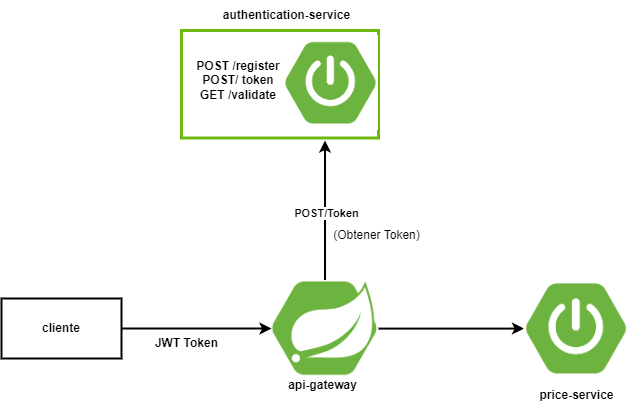 authentication-service
POST /register
POST/ token
GET /validate
POST/Token
(Obtener Token)
cliente
JWT Token
api-gateway
price-service